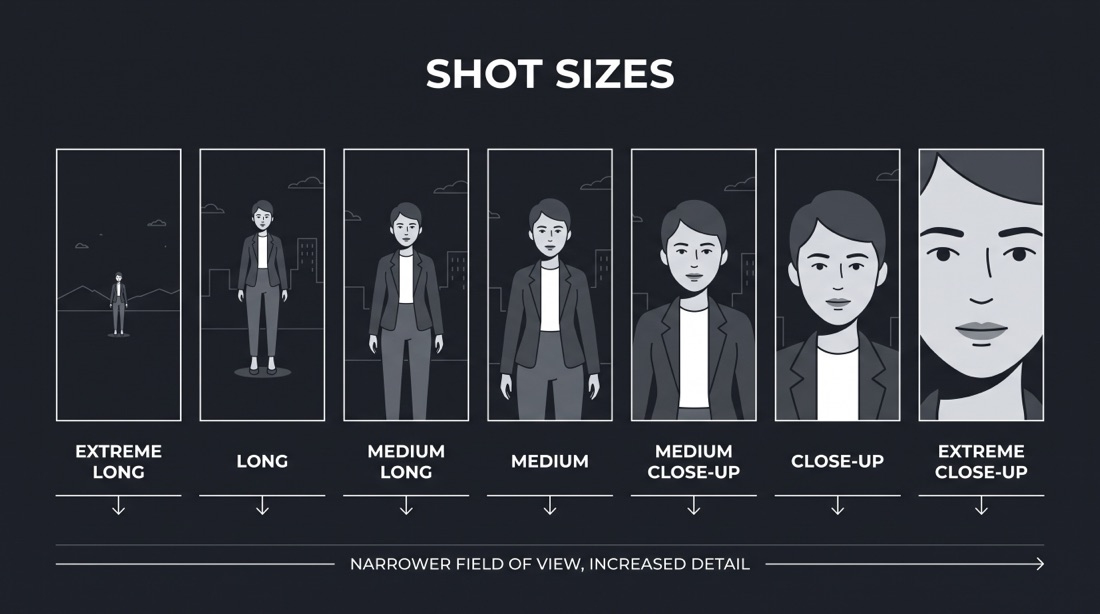 SHOT SIZES
EXTREME
LONG
LONG
MEDIUM
LONG
MEDIUM
MEDIUM
CLOSE-UP
CLOSE-UP
EXTREME
CLOSE-UP
NARROWER FIELD OF VIEW, INCREASED DETAIL